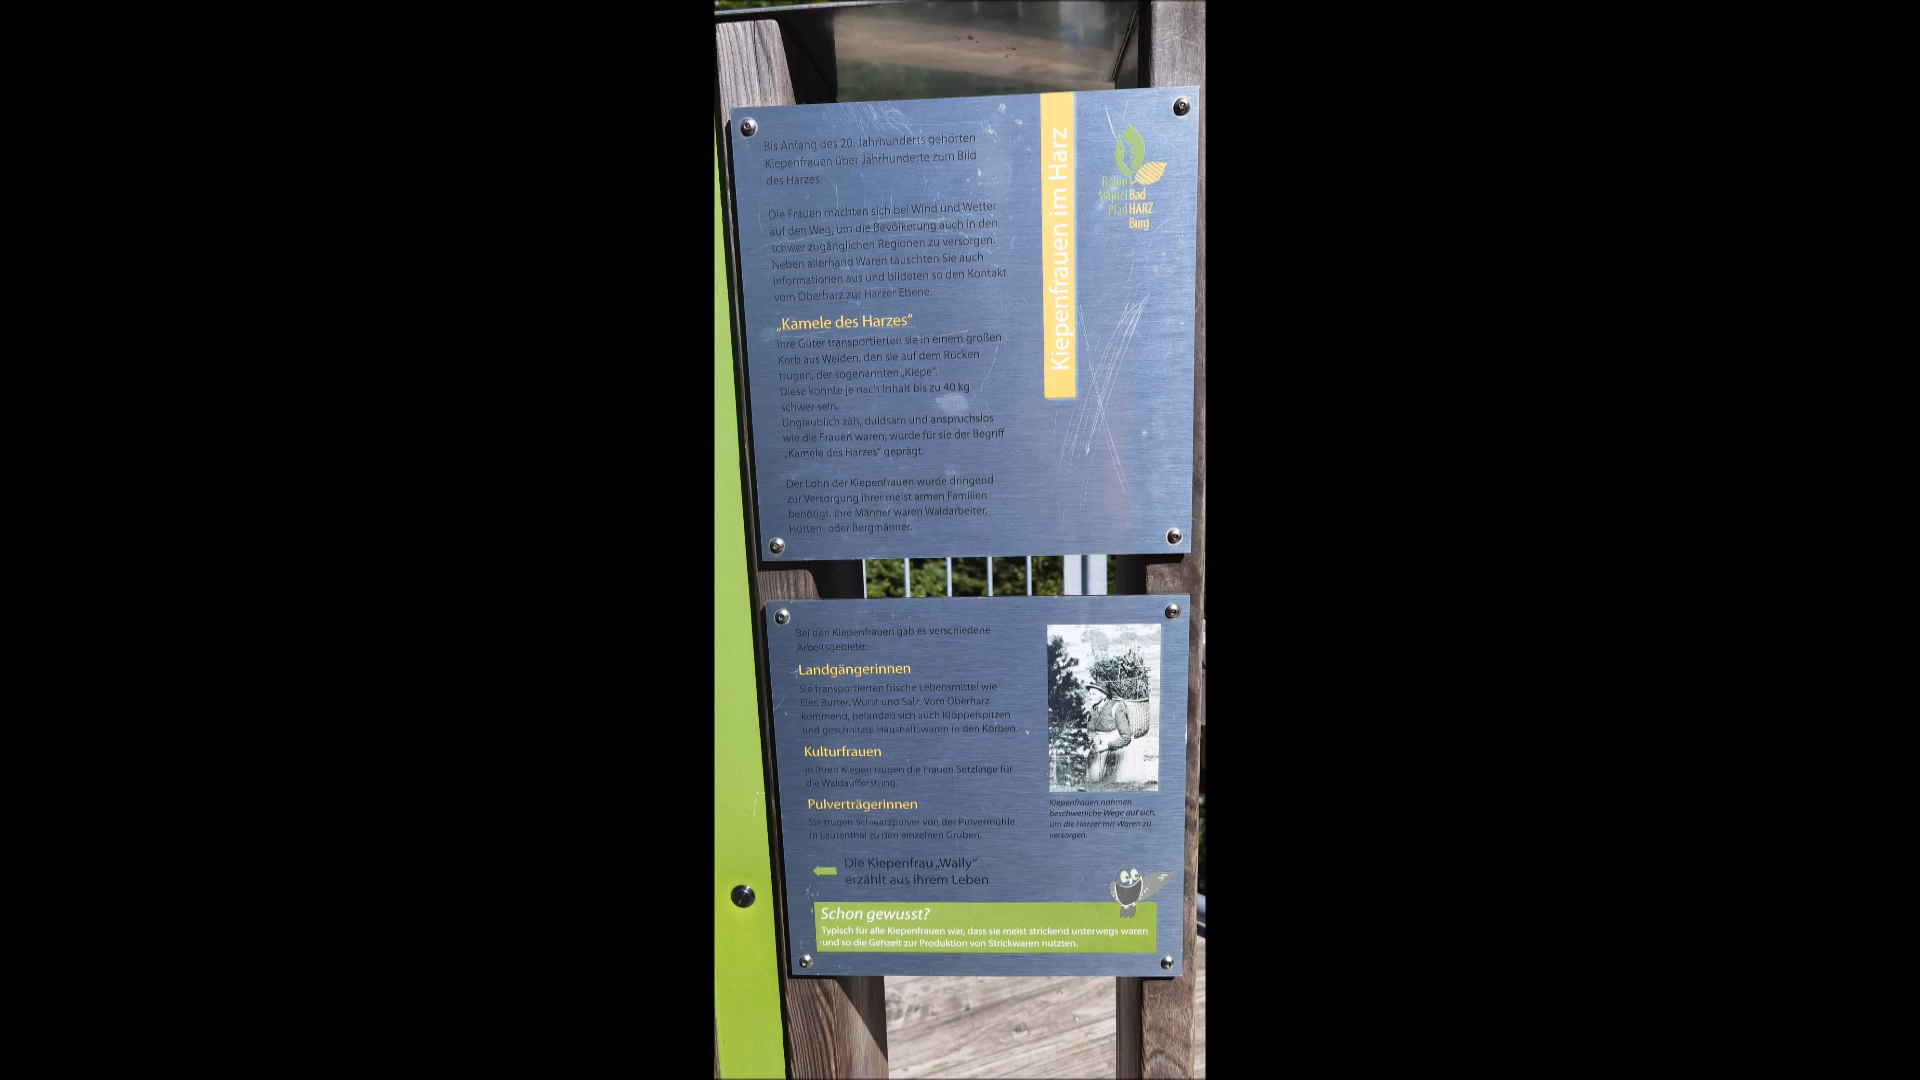 Bis Anfang des 20. Jahrhunderts gehörten
Kiepenfrauen über Jahrhunderte zum Bild
des Harzes.
Die Frauen machten sich bei Wind und Wetter
auf den Weg, um die Bevölkerung auch in den
schwer zugänglichen Regionen zu versorgen.
Neben allerhand Waren tauschten Sie auch
Informationen aus und bildeten so den Kontakt
vom Oberharz zur Harzer Ebene.
„Kamele des Harzes“
Ihre Güter transportierten sie in einem großen
Korb aus Weiden, den sie auf dem Rücken
trugen, der sogenannten „Kiepe“.
Diese konnte je nach Inhalt bis zu 40 kg
schwer sein.
Unglaublich zäh, duldsam und anspruchslos
wie die Frauen waren, wurde für sie der Begriff
„Kamele des Harzes“ geprägt.
Der Lohn der Kiepenfrauen wurde dringend
zur Versorgung ihrer meist armen Familien
benötigt. Ihre Männer waren Waldarbeiter,
Hütten- oder Bergmänner.
Kiepenfrauen im Harz
Baum
Wipfel Bad
Pfad HARZ
Burg
Bei den Kiepenfrauen gab es verschiedene
Arbeitsgebiete:
Landgängerinnen
Sie transportierten frische Lebensmittel wie
Eier, Butter, Wurst und Salz. Vom Oberharz
kommend, befanden sich auch Klöppelspitzen
und geschnitzte Haushaltswaren in den Körben.
Kulturfrauen
In ihren Kiepen trugen die Frauen Setzlinge für
die Waldaufforstung.
Pulverträgerinnen
Sie trugen Schwarzpulver von der Pulvermühle
in Lautenthal zu den einzelnen Gruben.
Kiepenfrauen nahmen
beschwerliche Wege auf sich,
um die Harzer mit Waren zu
versorgen.
Die Kiepenfrau „Wally“
erzählt aus ihrem Leben
Schon gewusst?
Typisch für alle Kiepenfrauen war, dass sie meist strickend unterwegs waren
und so die Gehzeit zur Produktion von Strickwaren nutzten.